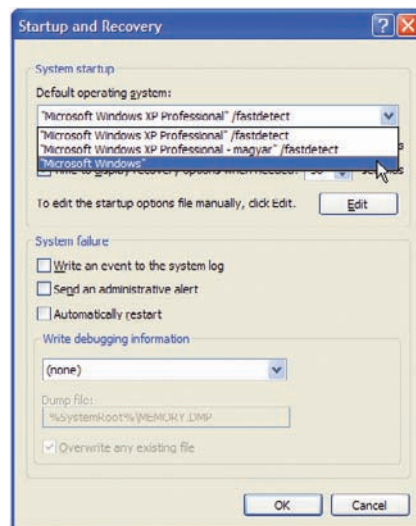 Startup and Recovery
System startup
Default operating system:
"Microsoft Windows XP Professional" /fastdetect
"Microsoft Windows XP Professional" /fastdetect
"Microsoft Windows XP Professional - magyar" /fastdetect
"Microsoft Windows"
Time to display recovery options when needed:
To edit the startup options file manually, click Edit.
Edit
System failure
Write an event to the system log
Send an administrative alert
Automatically restart
Write debugging information
(none)
Dump file:
%SystemRoot%\MEMORY.DMP
Overwrite any existing file
OK
Cancel